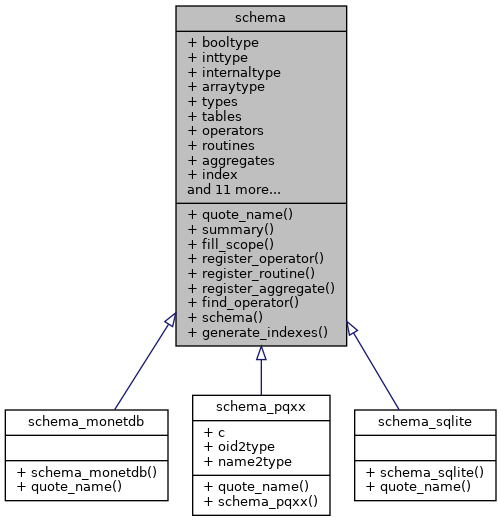 schema
+ booltype
+ inttype
+ internaltype
+ arraytype
+ types
+ tables
+ operators
+ routines
+ aggregates
+ index
and 11 more...
+ quote_name()
+ summary()
+ fill_scope()
+ register_operator()
+ register_routine()
+ register_aggregate()
+ find_operator()
+ schema()
+ generate_indexes()
schema_monetdb
+ schema_monetdb()
+ quote_name()
schema_pqxx
+ c
+ oid2type
+ name2type
+ quote_name()
+ schema_pqxx()
schema_sqlite
+ schema_sqlite()
+ quote_name()